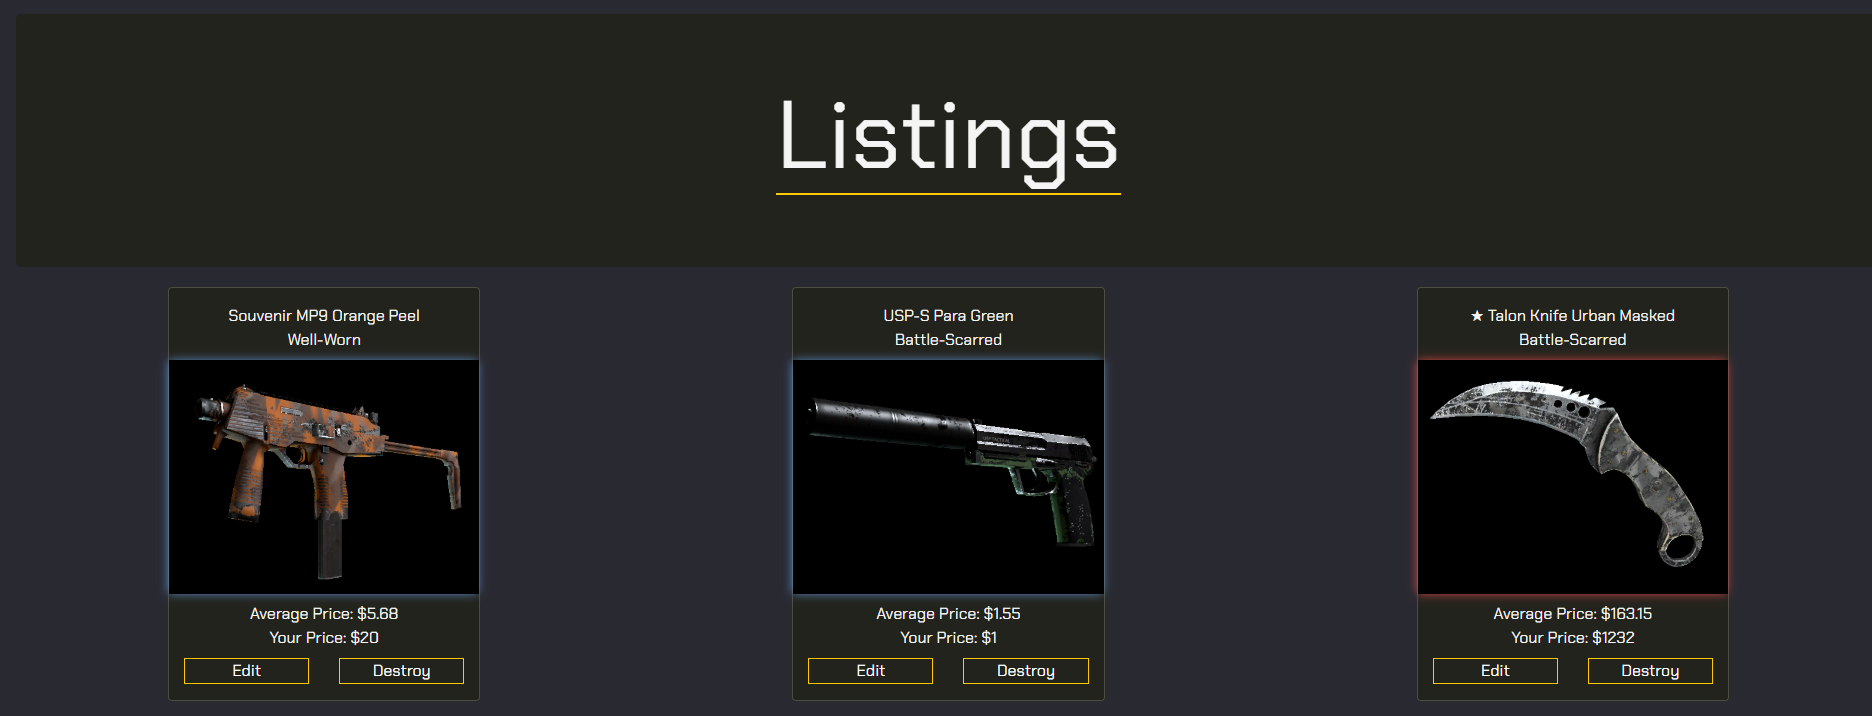 Listings
Souvenir MP9 Orange Peel
Well-Worn
Average Price: $5.68
Your Price: $20
Edit
Destroy
USP-S Para Green
Battle-Scarred
Average Price: $1.55
Your Price: $1
Edit
Destroy
★ Talon Knife Urban Masked
Battle-Scarred
Average Price: $163.15
Your Price: $1232
Edit
Destroy